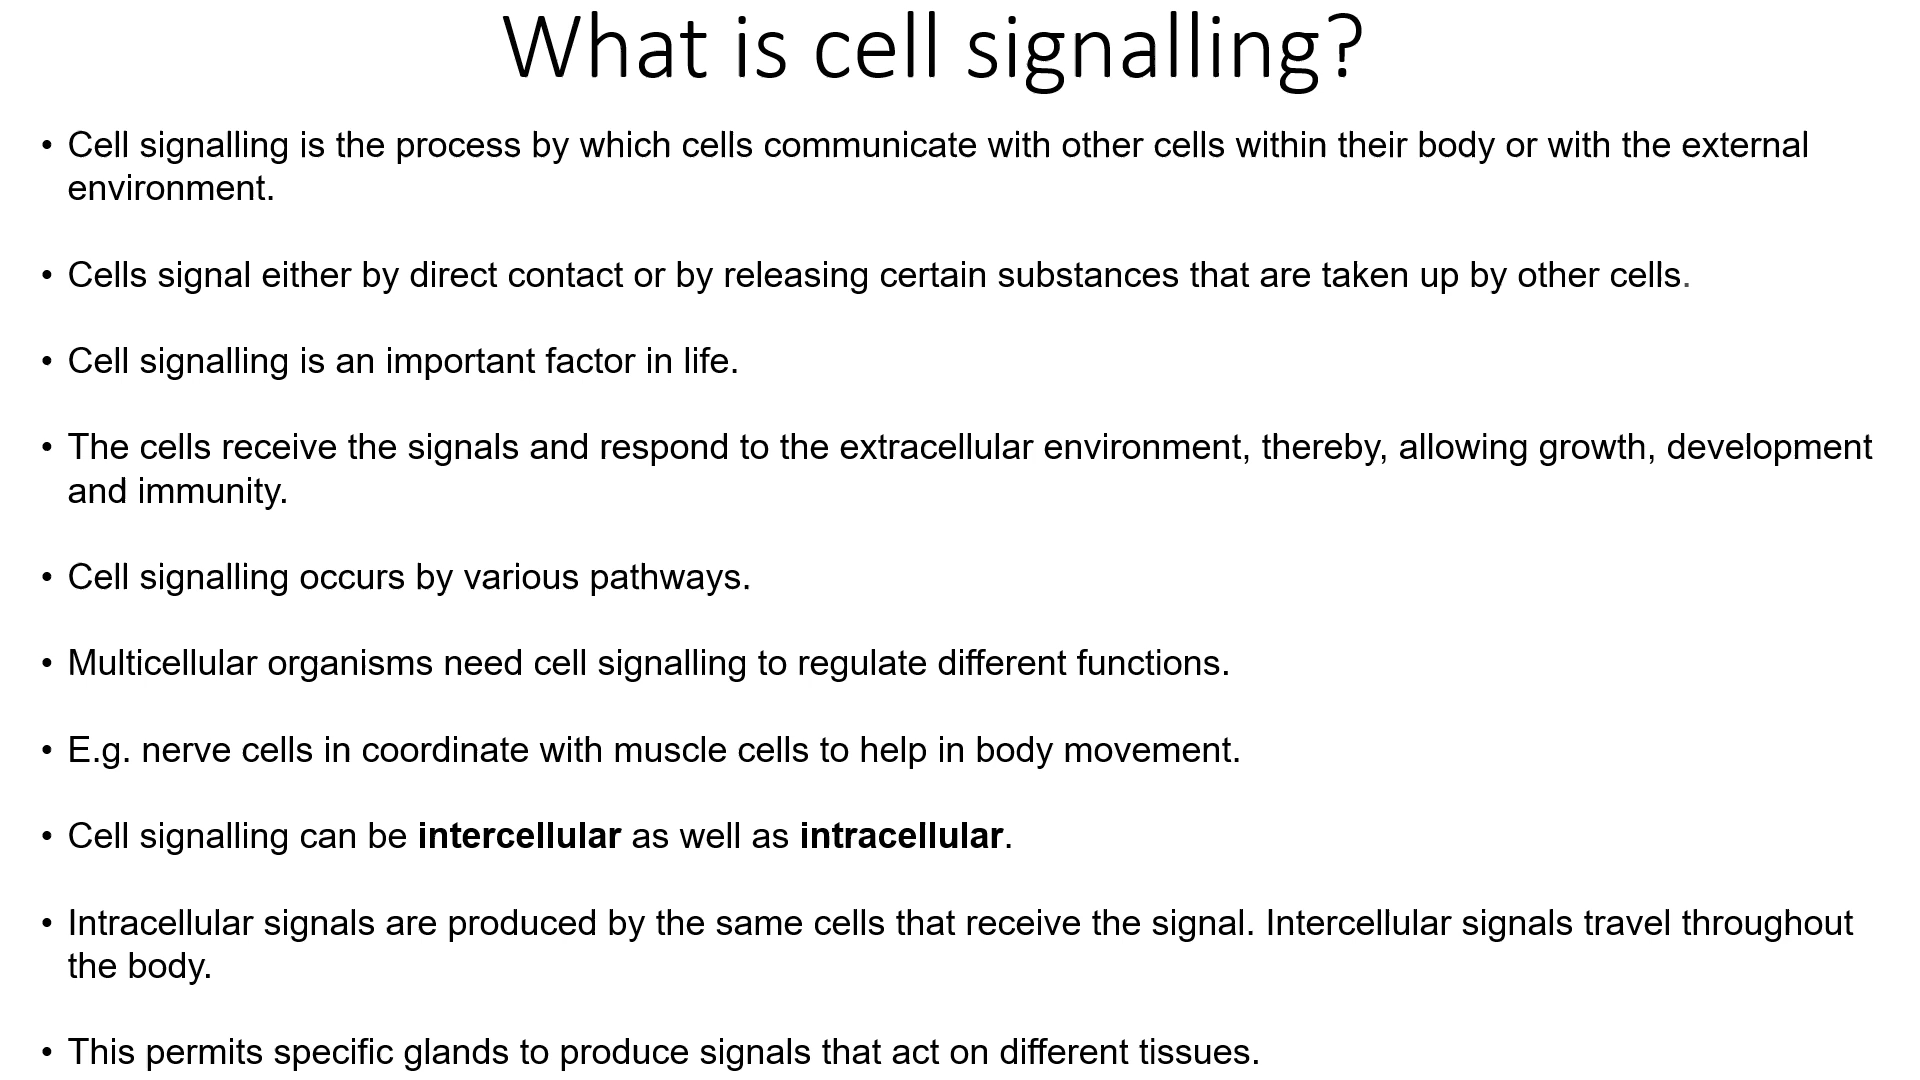 What is cell signalling?
• Cell signalling is the process by which cells communicate with other cells within their body or with the external
environment.
• Cells signal either by direct contact or by releasing certain substances that are taken up by other cells.
• Cell signalling is an important factor in life.
• The cells receive the signals and respond to the extracellular environment, thereby, allowing growth, development
and immunity.
• Cell signalling occurs by various pathways.
• Multicellular organisms need cell signalling to regulate different functions.
• E.g. nerve cells in coordinate with muscle cells to help in body movement.
• Cell signalling can be intercellular as well as intracellular.
• Intracellular signals are produced by the same cells that receive the signal. Intercellular signals travel throughout
the body.
• This permits specific glands to produce signals that act on different tissues.